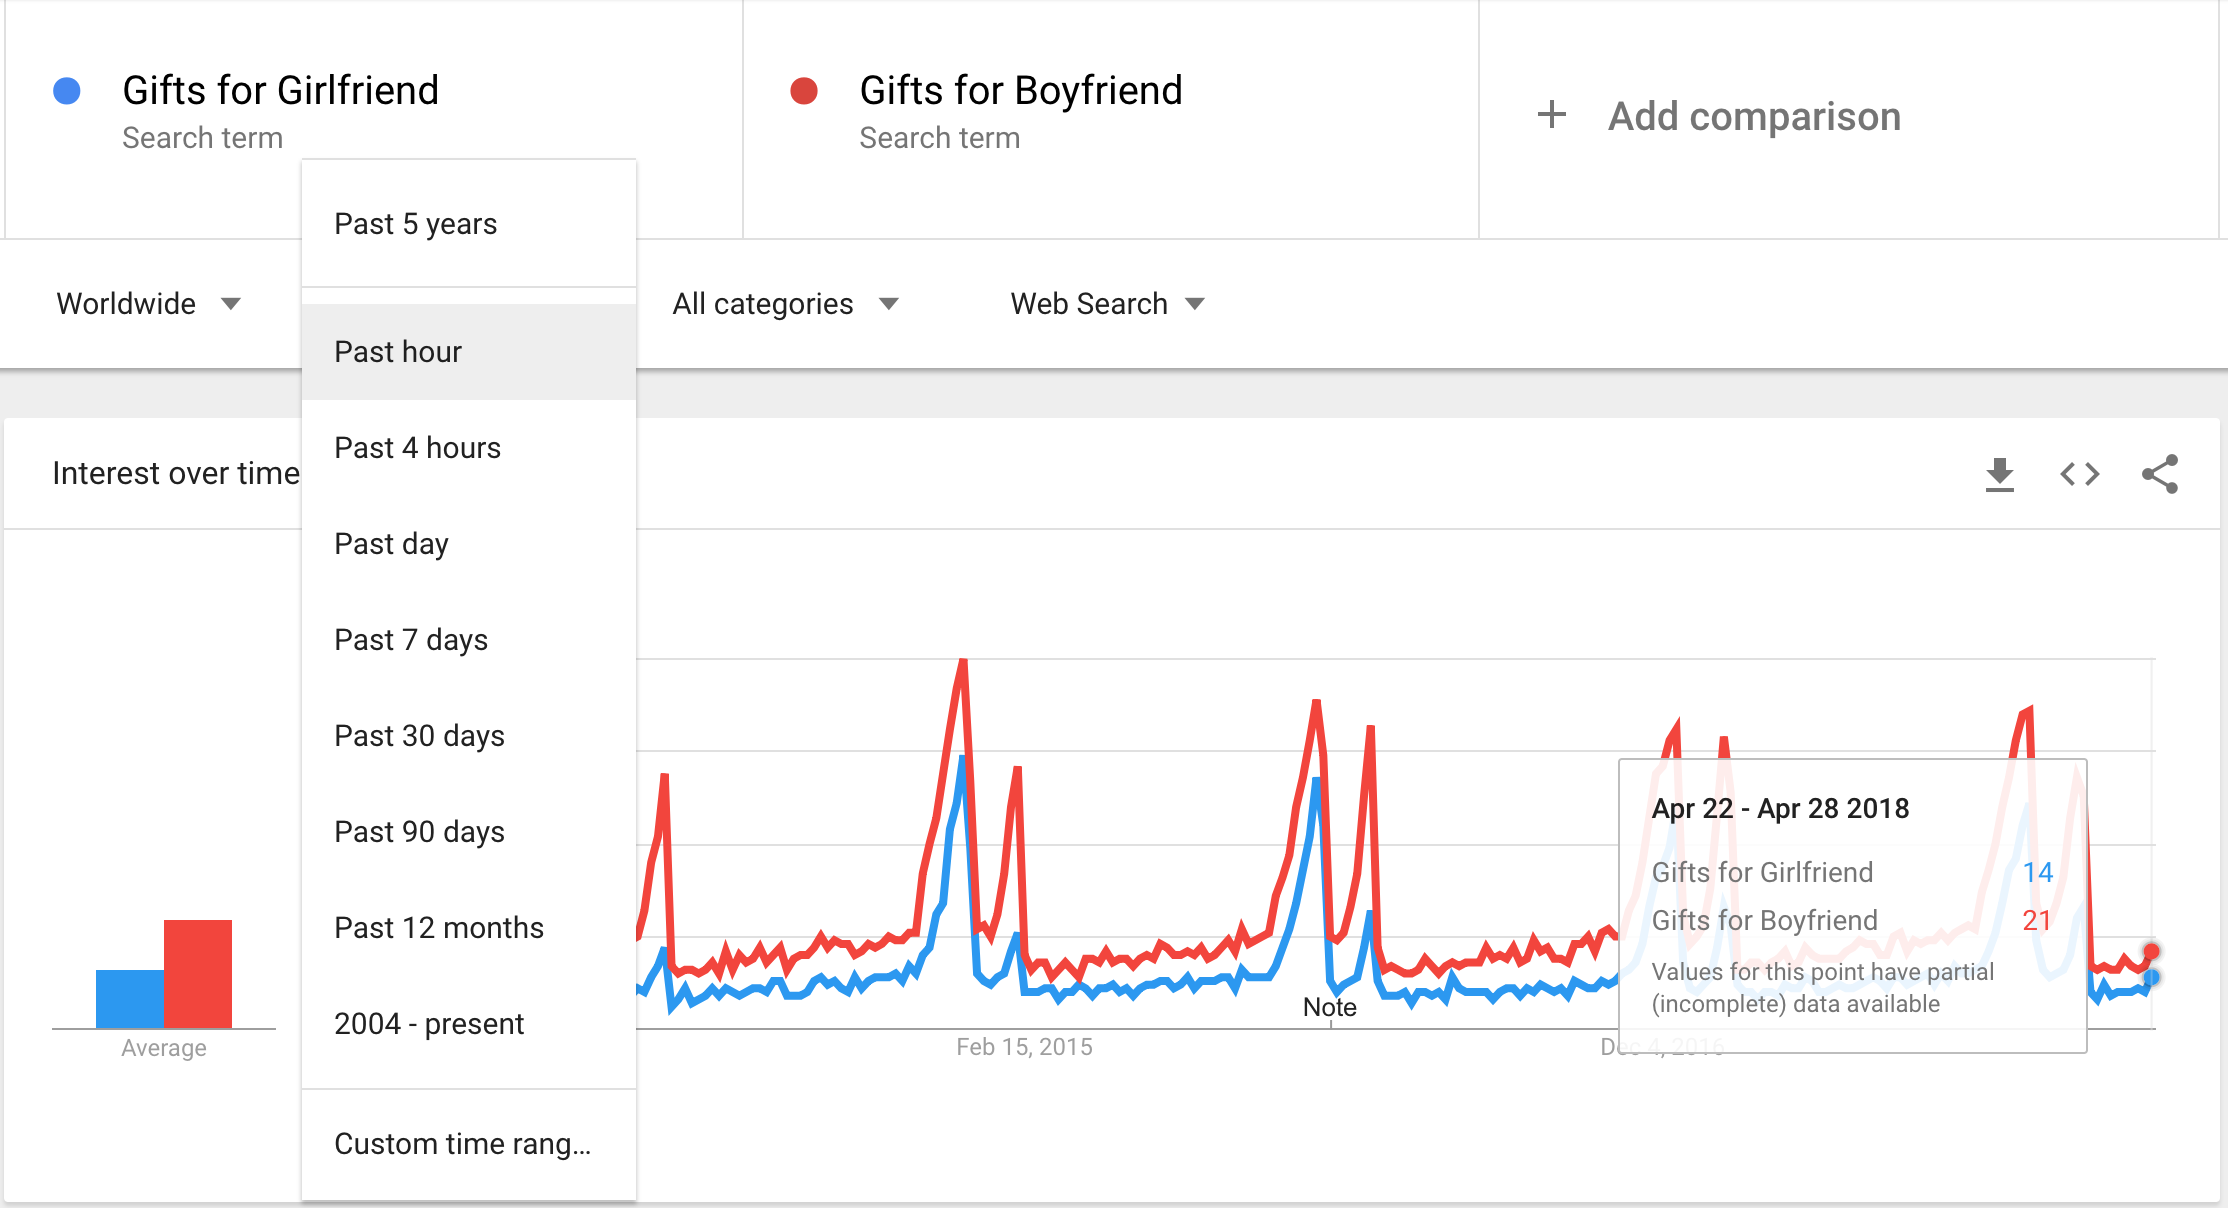 Gifts for Girlfriend
Search term
Gifts for Boyfriend
Search term
Add comparison
Past 5 years
Worldwide
All categories
Web Search
Past hour
Past 4 hours
Interest over time
Past day
Past 7 days
Past 30 days
Past 90 days
Past 12 months
2004 - present
Custom time rang...
Average
Feb 15, 2015
Note
Dec 4, 2016
Apr 22 - Apr 28 2018
Gifts for Girlfriend 14
Gifts for Boyfriend 21
Values for this point have partial
(incomplete) data available